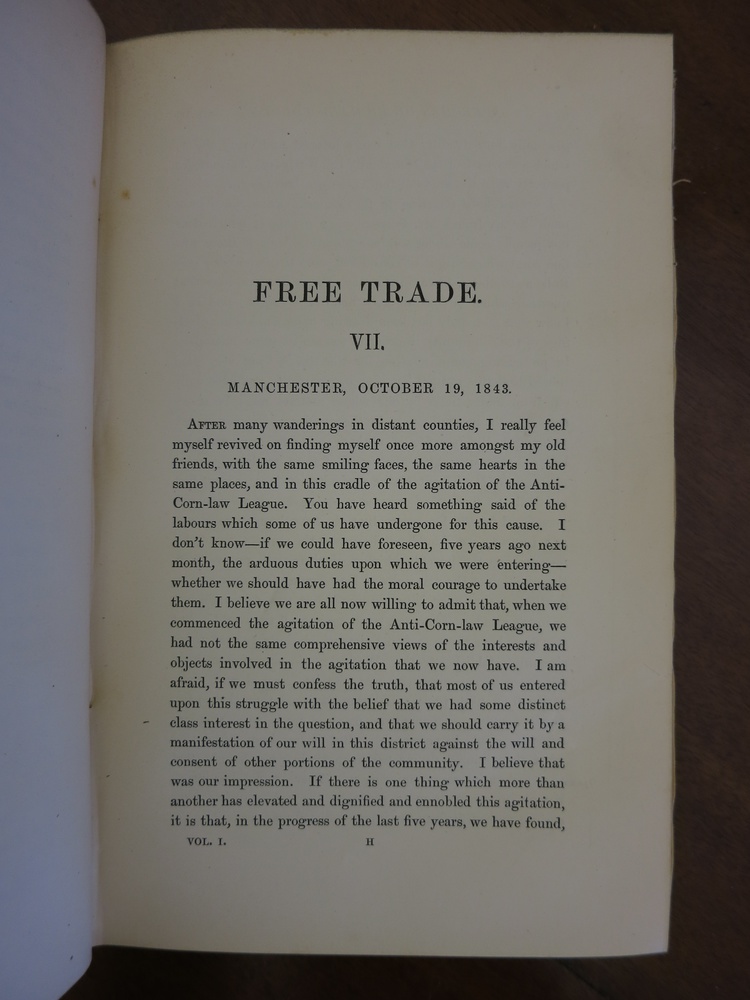 FREE TRADE.
VII.
MANCHESTER, OCTOBER 19, 1843.
AFTER many wanderings in distant counties, I really feel
myself revived on finding myself once more amongst my old
friends, with the same smiling faces, the same hearts in the
same places, and in this cradle of the agitation of the Anti-
Corn-law League. You have heard something said of the
labours which some of us have undergone for this cause. I
don't know—if we could have foreseen, five years ago next
month, the arduous duties upon which we were entering—
whether we should have had the moral courage to undertake
them. I believe we are all now willing to admit that, when we
commenced the agitation of the Anti-Corn-law League, we
had not the same comprehensive views of the interests and
objects involved in the agitation that we now have. I am
afraid, if we must confess the truth, that most of us entered
upon this struggle with the belief that we had some distinct
class interest in the question, and that we should carry it by a
manifestation of our will in this district against the will and
consent of other portions of the community. I believe that
was our impression. If there is one thing which more than
another has elevated and dignified and ennobled this agitation,
it is that, in the progress of the last five years, we have found,
VOL. I. H